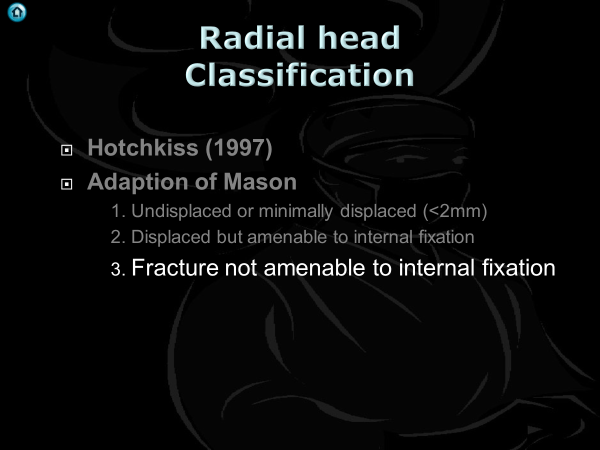 Radial head
Classification
Hotchkiss (1997)
Adaption of Mason
1. Undisplaced or minimally displaced (<2mm)
2. Displaced but amenable to internal fixation
3. Fracture not amenable to internal fixation